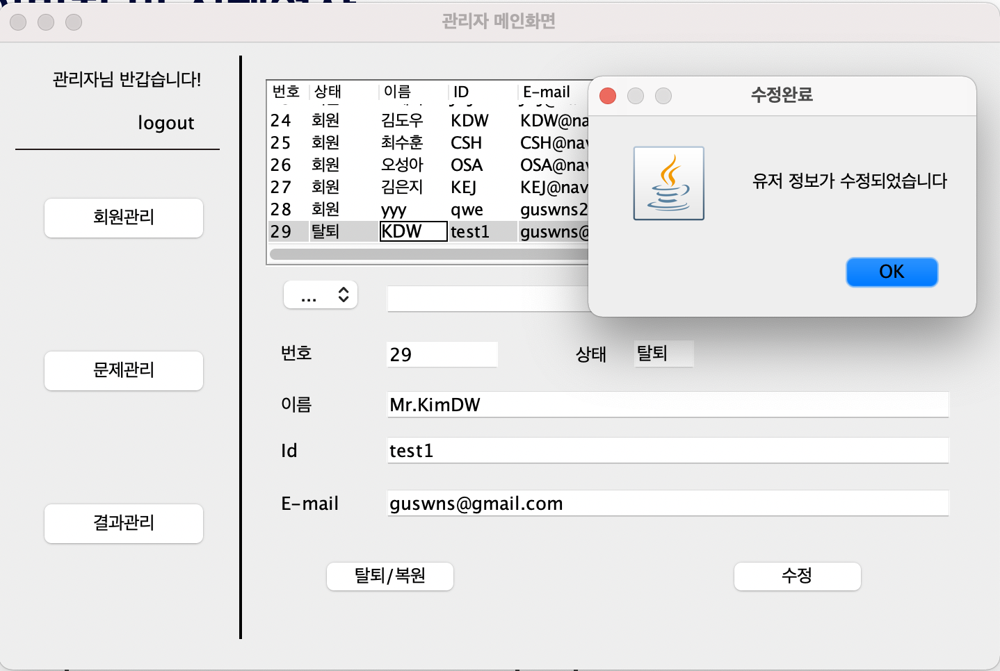 관리자 메인화면
관리자님 반갑습니다!
logout
회원관리
문제관리
결과관리
번호 상태 이름 ID E-mail
24 회원 김도우 KDW KDW@na
25 회원 최수훈 CSH CSH@nav
26 회원 오성아 OSA OSA@nav
27 회원 김은지 KEJ KEJ@nav
28 회원 yyy qwe guswns2
29 탈퇴 KDW test1 guswns@
수정완료
유저 정보가 수정되었습니다
OK
...
번호 29 상태 탈퇴
이름 Mr.KimDW
Id test1
E-mail guswns@gmail.com
탈퇴/복원 수정